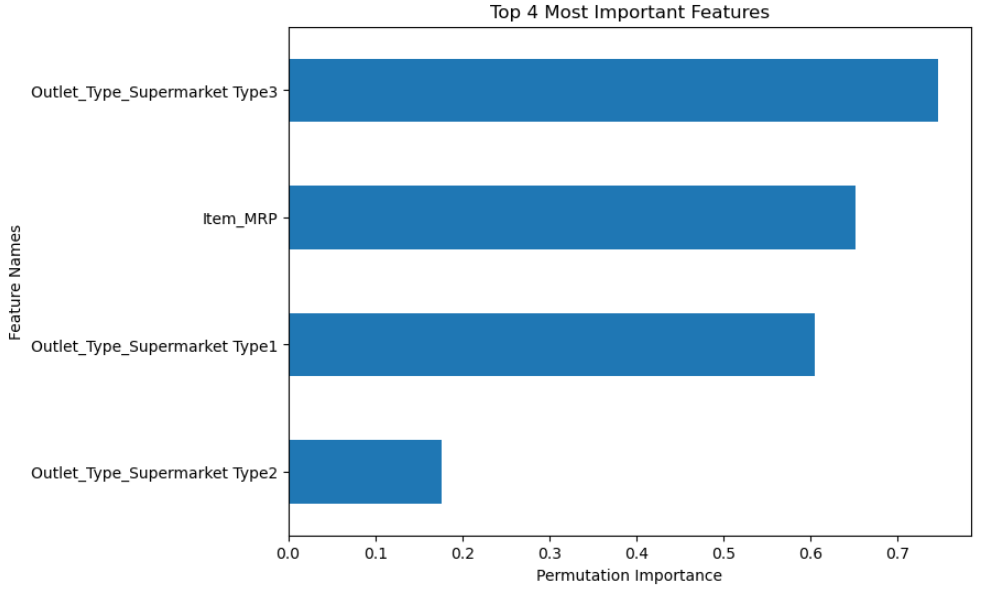 Top 4 Most Important Features
Outlet_Type_Supermarket Type3
Item_MRP
Outlet_Type_Supermarket Type1
Outlet_Type_Supermarket Type2
Feature Names
0.0 0.1 0.2 0.3 0.4 0.5 0.6 0.7
Permutation Importance